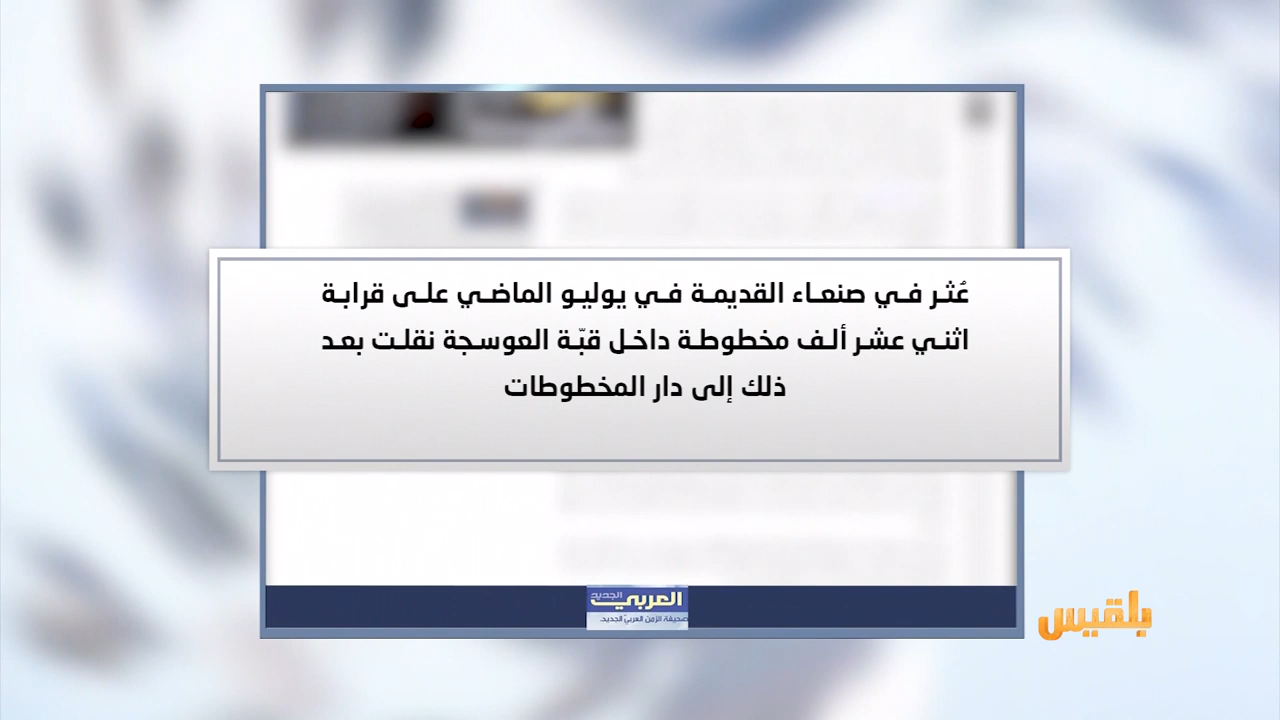 عُثر في صنعاء القديمة في يوليو الماضي على قرابة
اثني عشر ألف مخطوطة داخل قبّة العوسجة نقلت بعد
ذلك إلى دار المخطوطات
العربي الجديد
صحيفة الزمن العربيّ الجديد.
بلقيس